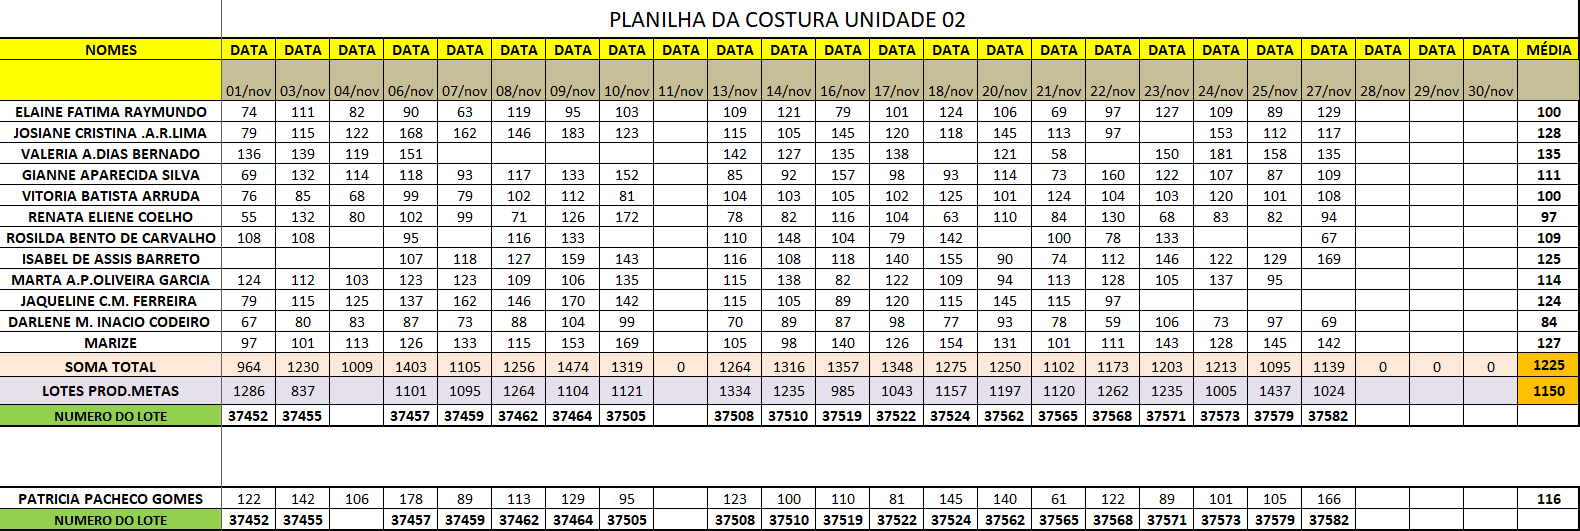 PLANILHA DA COSTURA UNIDADE 02
NOMES DATA DATA DATA DATA DATA DATA DATA DATA DATA DATA DATA DATA DATA DATA DATA DATA DATA DATA DATA DATA DATA DATA DATA DATA MÉDIA
01/nov 03/nov 04/nov 06/nov 07/nov 08/nov 09/nov 10/nov 11/nov 13/nov 14/nov 16/nov 17/nov 18/nov 20/nov 21/nov 22/nov 23/nov 24/nov 25/nov 27/nov 28/nov 29/nov 30/nov
ELAINE FATIMA RAYMUNDO 74 111 82 90 63 119 95 103 109 121 79 101 124 106 69 97 127 109 89 129 100
JOSIANE CRISTINA .A.R.LIMA 79 115 122 168 162 146 183 123 115 105 145 120 118 145 113 97 153 112 117 128
VALERIA A.DIAS BERNADO 136 139 119 151 142 127 135 138 121 58 150 181 158 135 135
GIANNE APARECIDA SILVA 69 132 114 118 93 117 133 152 85 92 157 98 93 114 73 160 122 107 87 109 111
VITORIA BATISTA ARRUDA 76 85 68 99 79 102 112 81 104 103 105 102 125 101 124 104 103 120 101 108 100
RENATA ELIENE COELHO 55 132 80 102 99 71 126 172 78 82 116 104 63 110 84 130 68 83 82 94 97
ROSILDA BENTO DE CARVALHO 108 108 95 116 133 110 148 104 79 142 100 78 133 67 109
ISABEL DE ASSIS BARRETO 107 118 127 159 143 116 108 118 140 155 90 74 112 146 122 129 169 125
MARTA A.P.OLIVEIRA GARCIA 124 112 103 123 123 109 106 135 115 138 82 122 109 94 113 128 105 137 95 114
JAQUELINE C.M. FERREIRA 79 115 125 137 162 146 170 142 115 105 89 120 115 145 115 97 124
DARLENE M. INACIO CODEIRO 67 80 83 87 73 88 104 99 70 89 87 98 77 93 78 59 106 73 97 69 84
MARIZE 97 101 113 126 133 115 153 169 105 98 140 126 154 131 101 111 143 128 145 142 127
SOMA TOTAL 964 1230 1009 1403 1105 1256 1474 1319 0 1264 1316 1357 1348 1275 1250 1102 1173 1203 1213 1095 1139 0 0 0 1225
LOTES PROD.METAS 1286 837 1101 1095 1264 1104 1121 1334 1235 985 1043 1157 1197 1120 1262 1235 1005 1437 1024 1150
NUMERO DO LOTE 37452 37455 37457 37459 37462 37464 37505 37508 37510 37519 37522 37524 37562 37565 37568 37571 37573 37579 37582
PATRICIA PACHECO GOMES 122 142 106 178 89 113 129 95 123 100 110 81 145 140 61 122 89 101 105 166 116
NUMERO DO LOTE 37452 37455 37457 37459 37462 37464 37505 37508 37510 37519 37522 37524 37562 37565 37568 37571 37573 37579 37582